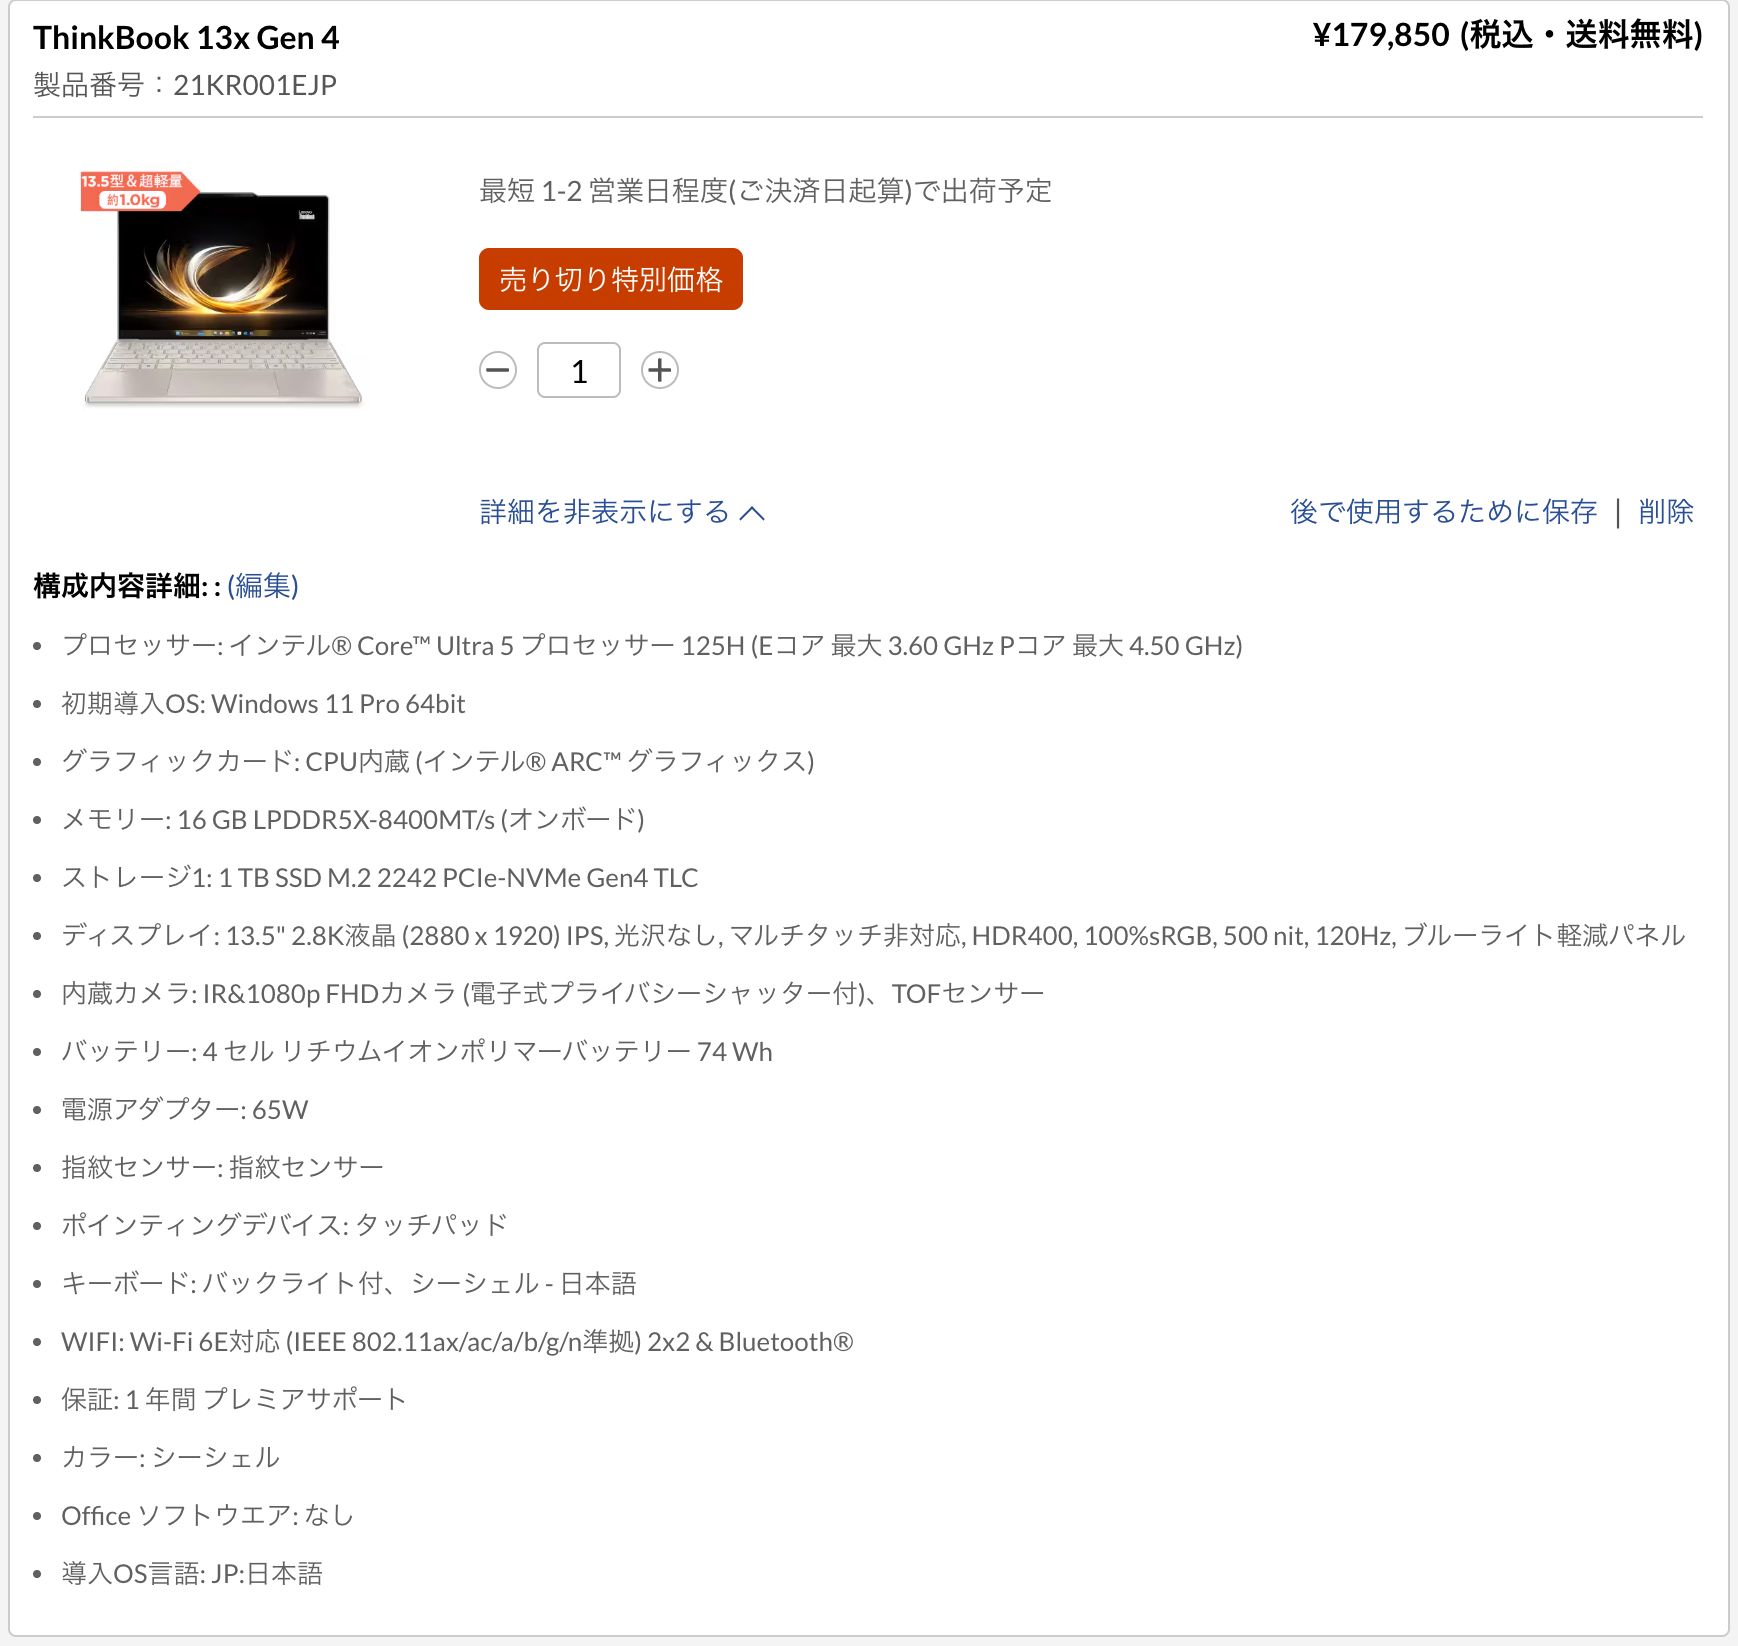 ThinkBook 13x Gen 4
¥179,850 (税込・送料無料)
製品番号：21KR001EJP
13.5型＆超軽量
約1.0kg
最短 1-2 営業日程度(ご決済日起算)で出荷予定
売り切り特別価格
1
詳細を非表示にする
後で使用するために保存 | 削除
構成内容詳細: : (編集)
プロセッサー: インテル® Core™ Ultra 5 プロセッサー 125H (Eコア 最大 3.60 GHz Pコア 最大 4.50 GHz)
初期導入OS: Windows 11 Pro 64bit
グラフィックカード: CPU内蔵 (インテル® ARC™ グラフィックス)
メモリー: 16 GB LPDDR5X-8400MT/s (オンボード)
ストレージ1: 1 TB SSD M.2 2242 PCIe-NVMe Gen4 TLC
ディスプレイ: 13.5" 2.8K液晶 (2880 x 1920) IPS, 光沢なし, マルチタッチ非対応, HDR400, 100%sRGB, 500 nit, 120Hz, ブルーライト軽減パネル
内蔵カメラ: IR&1080p FHDカメラ (電子式プライバシーシャッター付)、TOFセンサー
バッテリー: 4 セル リチウムイオンポリマーバッテリー 74 Wh
電源アダプター: 65W
指紋センサー: 指紋センサー
ポインティングデバイス: タッチパッド
キーボード: バックライト付、シーシェル - 日本語
WIFI: Wi-Fi 6E対応 (IEEE 802.11ax/ac/a/b/g/n準拠) 2x2 & Bluetooth®
保証: 1 年間 プレミアサポート
カラー: シーシェル
Office ソフトウエア: なし
導入OS言語: JP:日本語